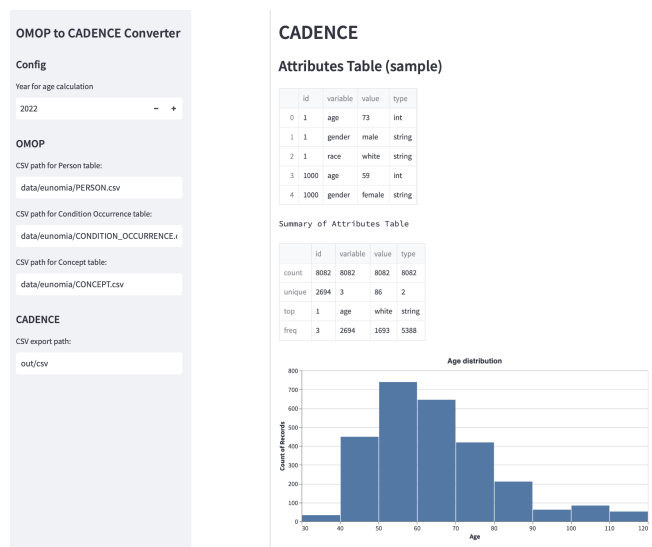 OMOP to CADENCE Converter
Config
Year for age calculation
2022 − +
OMOP
CSV path for Person table:
data/eunomia/PERSON.csv
CSV path for Condition Occurrence table:
data/eunomia/CONDITION_OCCURRENCE.c
CSV path for Concept table:
data/eunomia/CONCEPT.csv
CADENCE
CSV export path:
out/csv
CADENCE
Attributes Table (sample)
id variable value type
0 1 age 73 int
1 1 gender male string
2 1 race white string
3 1000 age 59 int
4 1000 gender female string
Summary of Attributes Table
id variable value type
count 8082 8082 8082 8082
unique 2694 3 86 2
top 1 age white string
freq 3 2694 1693 5388
Age distribution
Count of Records
800
700
600
500
400
300
200
100
0
30 40 50 60 70 80 90 100 110 120
Age